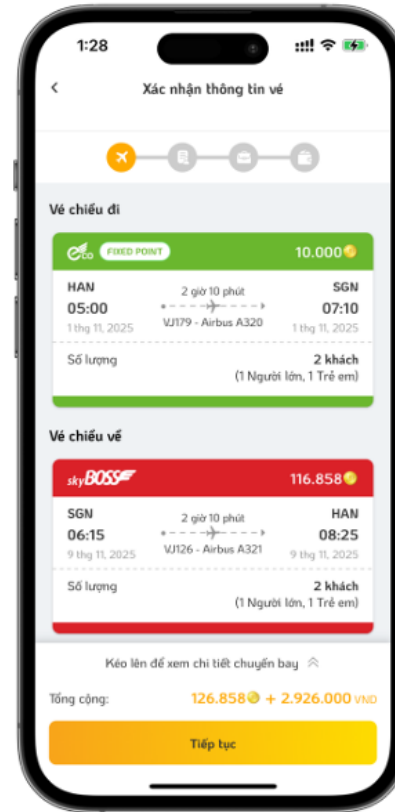 1:28
Xác nhận thông tin vé
Vé chiều đi
eco FIXED POINT 10.000
HAN 2 giờ 10 phút SGN
05:00 07:10
1 thg 11, 2025 VJ179 - Airbus A320 1 thg 11, 2025
Số lượng 2 khách
(1 Người lớn, 1 Trẻ em)
Vé chiều về
skyBOSS 116.858
SGN 2 giờ 10 phút HAN
06:15 08:25
9 thg 11, 2025 VJ126 - Airbus A321 9 thg 11, 2025
Số lượng 2 khách
(1 Người lớn, 1 Trẻ em)
Kéo lên để xem chi tiết chuyến bay
Tổng cộng: 126.858 + 2.926.000 VND
Tiếp tục